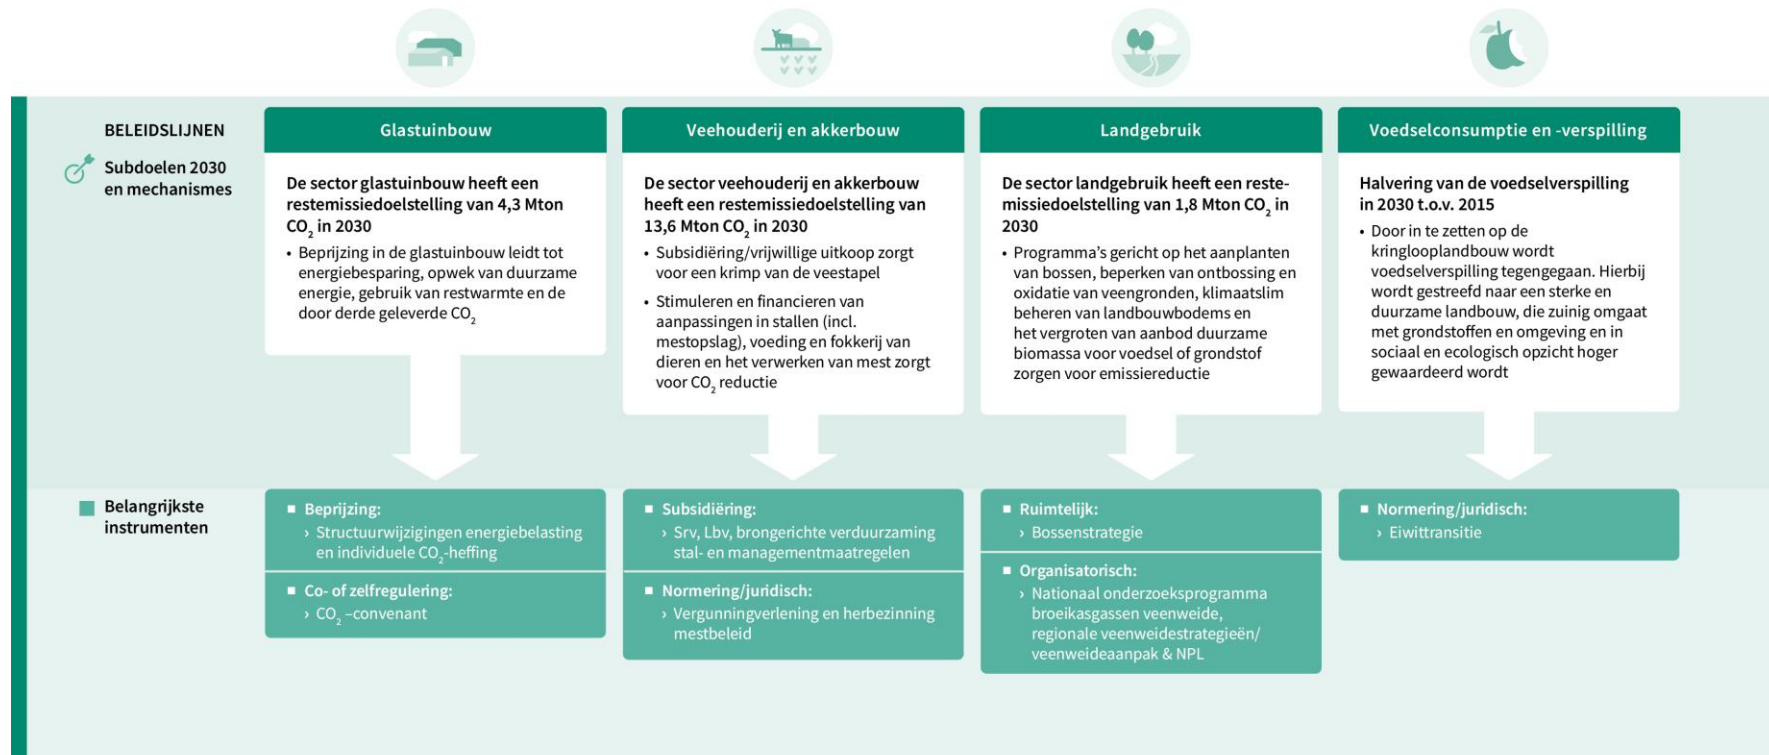 BELEIDSLIJNEN
Subdoelen 2030
en mechanismes
Glastuinbouw
De sector glastuinbouw heeft een
restemissiedoelstelling van 4,3 Mton
CO₂ in 2030
• Beprijzing in de glastuinbouw leidt tot
energiebesparing, opwek van duurzame
energie, gebruik van restwarmte en de
door derde geleverde CO₂
Veehouderij en akkerbouw
De sector veehouderij en akkerbouw
heeft een restemissiedoelstelling van
13,6 Mton CO₂ in 2030
• Subsidiëring/vrijwillige uitkoop zorgt
voor een krimp van de veestapel
• Stimuleren en financieren van
aanpassingen in stallen (incl.
mestopslag), voeding en fokkerij van
dieren en het verwerken van mest zorgt
voor CO₂ reductie
Landgebruik
De sector landgebruik heeft een reste-
missiedoelstelling van 1,8 Mton CO₂ in
2030
• Programma's gericht op het aanplanten
van bossen, beperken van ontbossing en
oxidatie van veengronden, klimaatslim
beheren van landbouwbodems en
het vergroten van aanbod duurzame
biomassa voor voedsel of grondstof
zorgen voor emissiereductie
Voedselconsumptie en -verspilling
Halvering van de voedselverspilling
in 2030 t.o.v. 2015
• Door in te zetten op de
kringlooplandbouw wordt
voedselverspilling tegengegaan. Hierbij
wordt gestreefd naar een sterke en
duurzame landbouw, die zuinig omgaat
met grondstoffen en omgeving en in
sociaal en ecologisch opzicht hoger
gewaardeerd wordt
Belangrijkste
instrumenten
■ Beprijzing:
› Structuurwijzigingen energiebelasting
en individuele CO₂-heffing
■ Co- of zelfregulering:
› CO₂ –convenant
■ Subsidiëring:
› Srv, Lbv, brongerichte verduurzaming
stal- en managementmaatregelen
■ Normering/juridisch:
› Vergunningverlening en herbezinning
mestbeleid
■ Ruimtelijk:
› Bossenstrategie
■ Organisatorisch:
› Nationaal onderzoeksprogramma
broeikasgassen veenweide,
regionale veenweidestrategieën/
veenweideaanpak & NPL
■ Normering/juridisch:
› Eiwittransitie